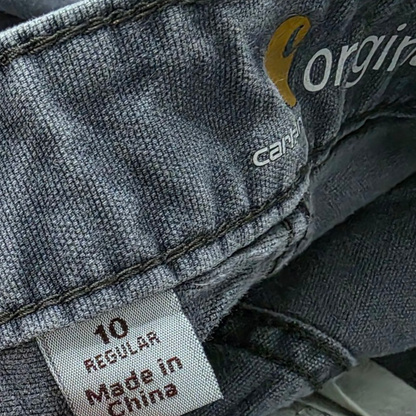 orgin
carh
10
REGULAR
Made in
China